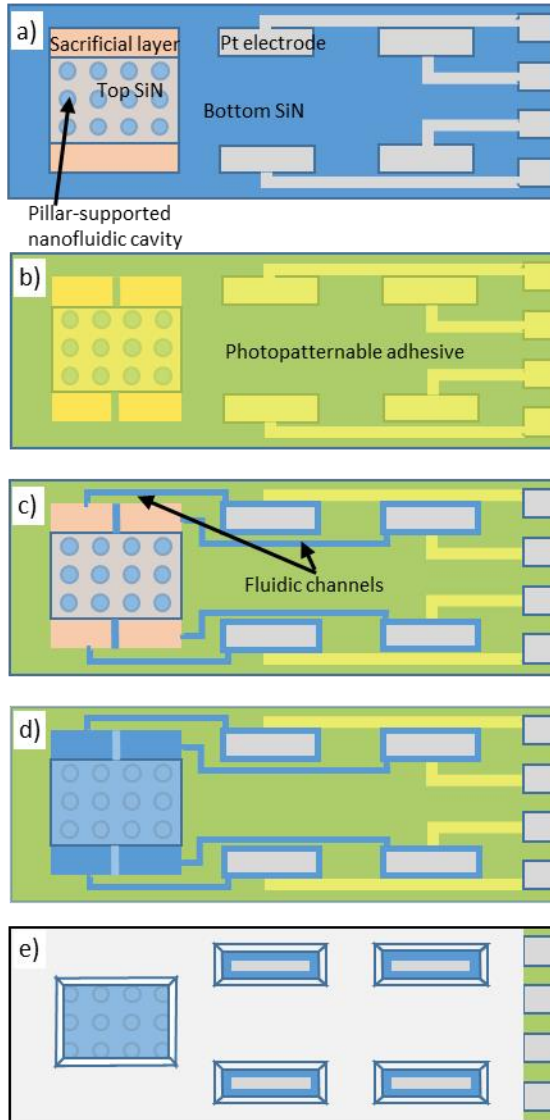 a)
Sacrificial layer
Pt electrode
Top SiN
Bottom SiN
Pillar-supported
nanofluidic cavity
b)
Photopatternable adhesive
c)
Fluidic channels
d)
e)